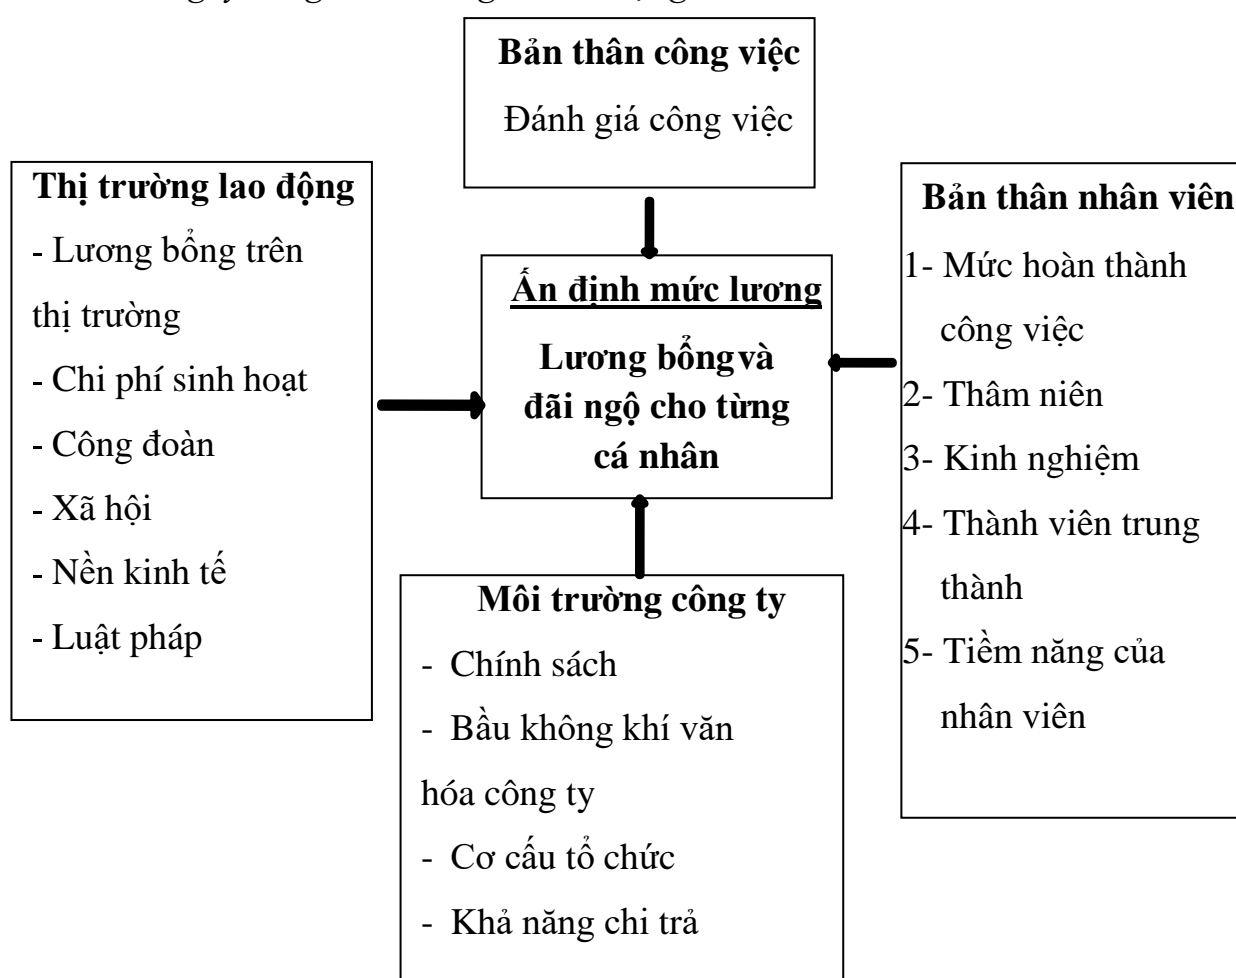 Bản thân công việc
Đánh giá công việc
Thị trường lao động
- Lương bổng trên
thị trường
- Chi phí sinh hoạt
- Công đoàn
- Xã hội
- Nền kinh tế
- Luật pháp
Ấn định mức lương
Lương bổng và
đãi ngộ cho từng
cá nhân
Bản thân nhân viên
1- Mức hoàn thành
công việc
2- Thâm niên
3- Kinh nghiệm
4- Thành viên trung
thành
5- Tiềm năng của
nhân viên
Môi trường công ty
- Chính sách
- Bầu không khí văn
hóa công ty
- Cơ cấu tổ chức
- Khả năng chi trả